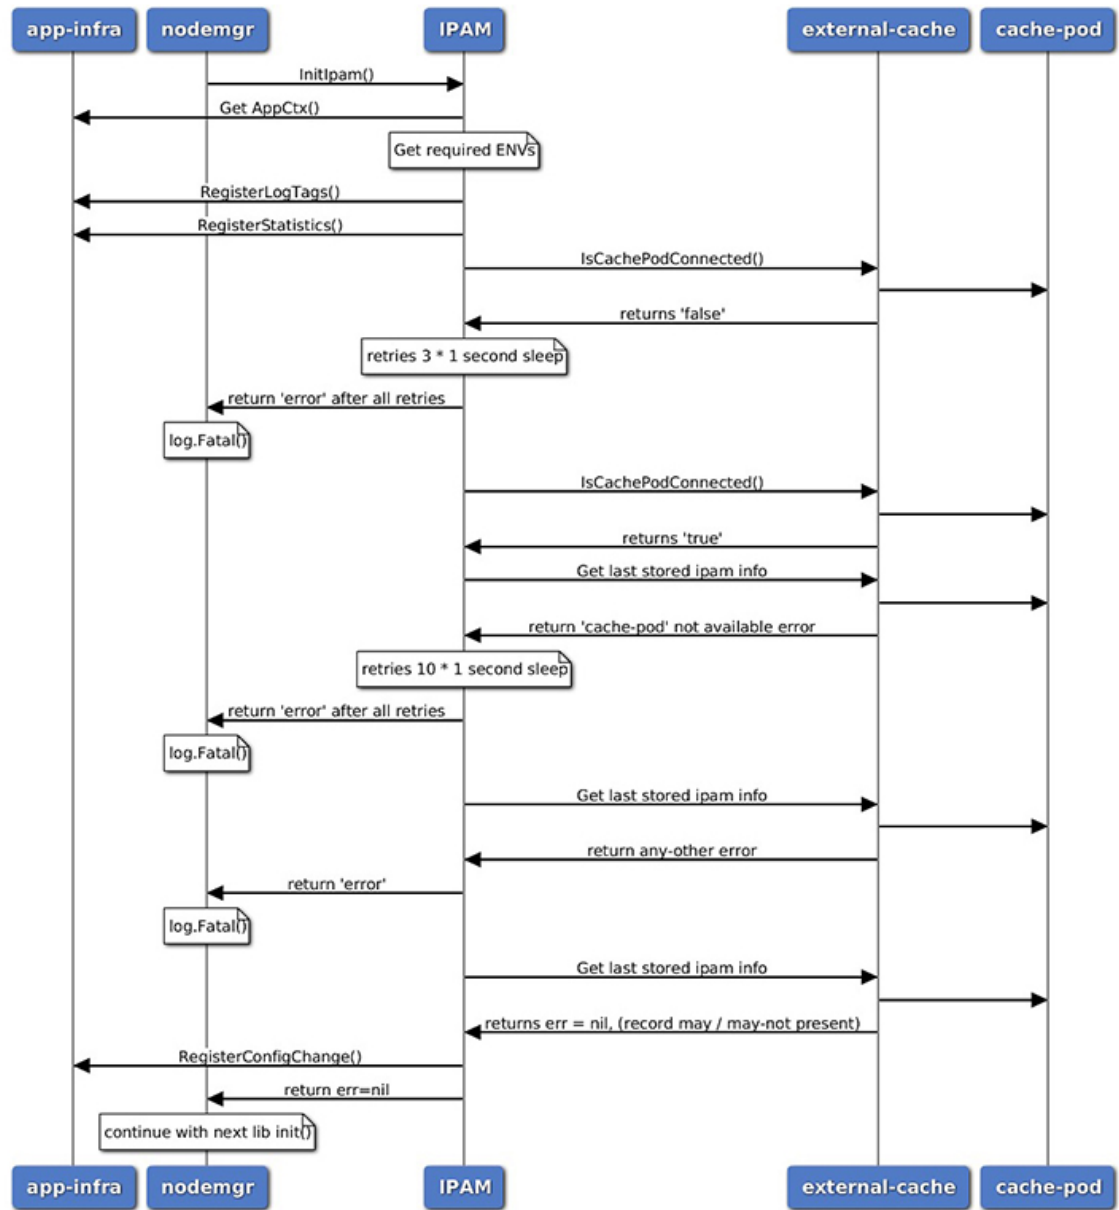 app-infra nodemgr IPAM external-cache cache-pod
InitIpam()
Get AppCtx()
Get required ENVs
RegisterLogTags()
RegisterStatistics()
IsCachePodConnected()
returns 'false'
retries 3 * 1 second sleep
return 'error' after all retries
log.Fatal()
IsCachePodConnected()
returns 'true'
Get last stored ipam info
return 'cache-pod' not available error
retries 10 * 1 second sleep
return 'error' after all retries
log.Fatal()
Get last stored ipam info
return any-other error
return 'error'
log.Fatal()
Get last stored ipam info
returns err = nil, (record may / may-not present)
RegisterConfigChange()
return err=nil
continue with next lib init()
app-infra nodemgr IPAM external-cache cache-pod